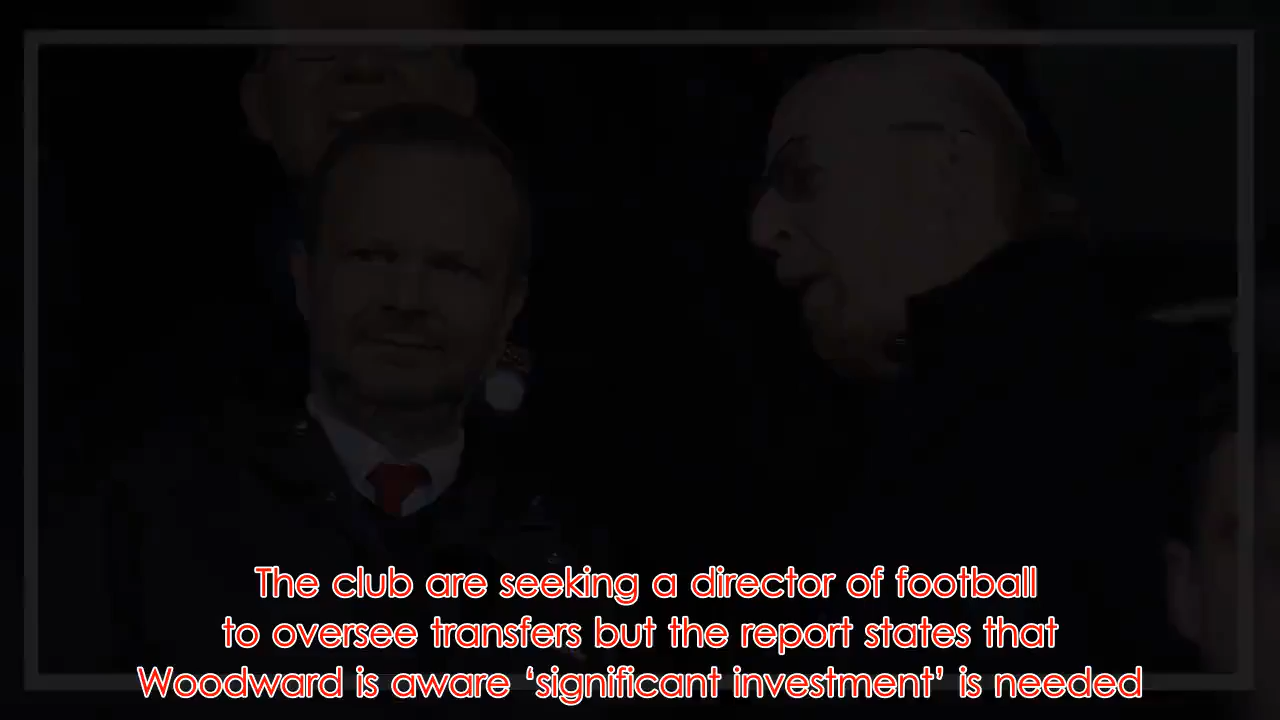 The club are seeking a director of football
to oversee transfers but the report states that
Woodward is aware ‘significant investment’ is needed